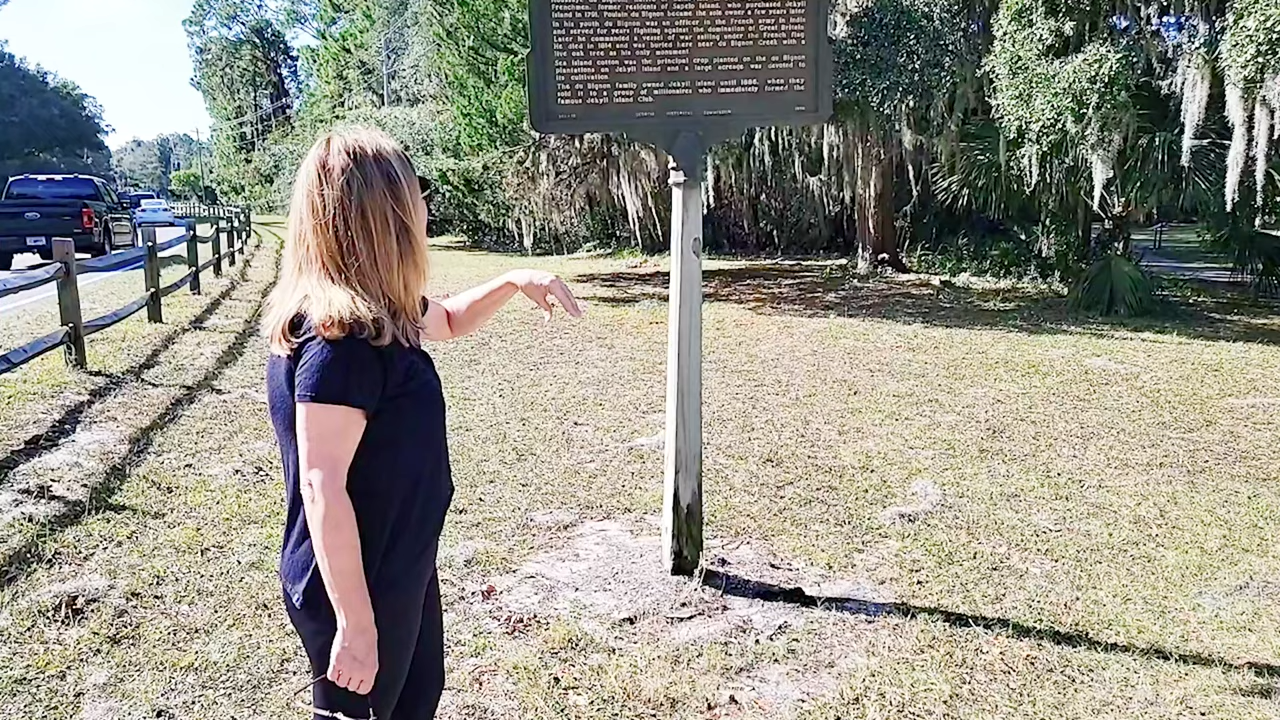 Frenchmen, former residents of Sapelo Island, who purchased Jekyll
Island in 1791. Poulain du Bignon became the sole owner a few years later.
In his youth du Bignon was an officer in the French army in India
and served for years fighting against the domination of Great Britain.
Later he commanded a vessel of war sailing under the French flag.
He died in 1814 and was buried here near du Bignon Creek with a
live oak tree as his only monument.
Sea Island cotton was the principal crop planted on the du Bignon
plantations on Jekyll Island and a large acreage was devoted to
its cultivation.
The du Bignon family owned Jekyll Island until 1886, when they
sold it to a group of millionaires who immediately formed the
famous Jekyll Island Club.
GEORGIA HISTORICAL COMMISSION